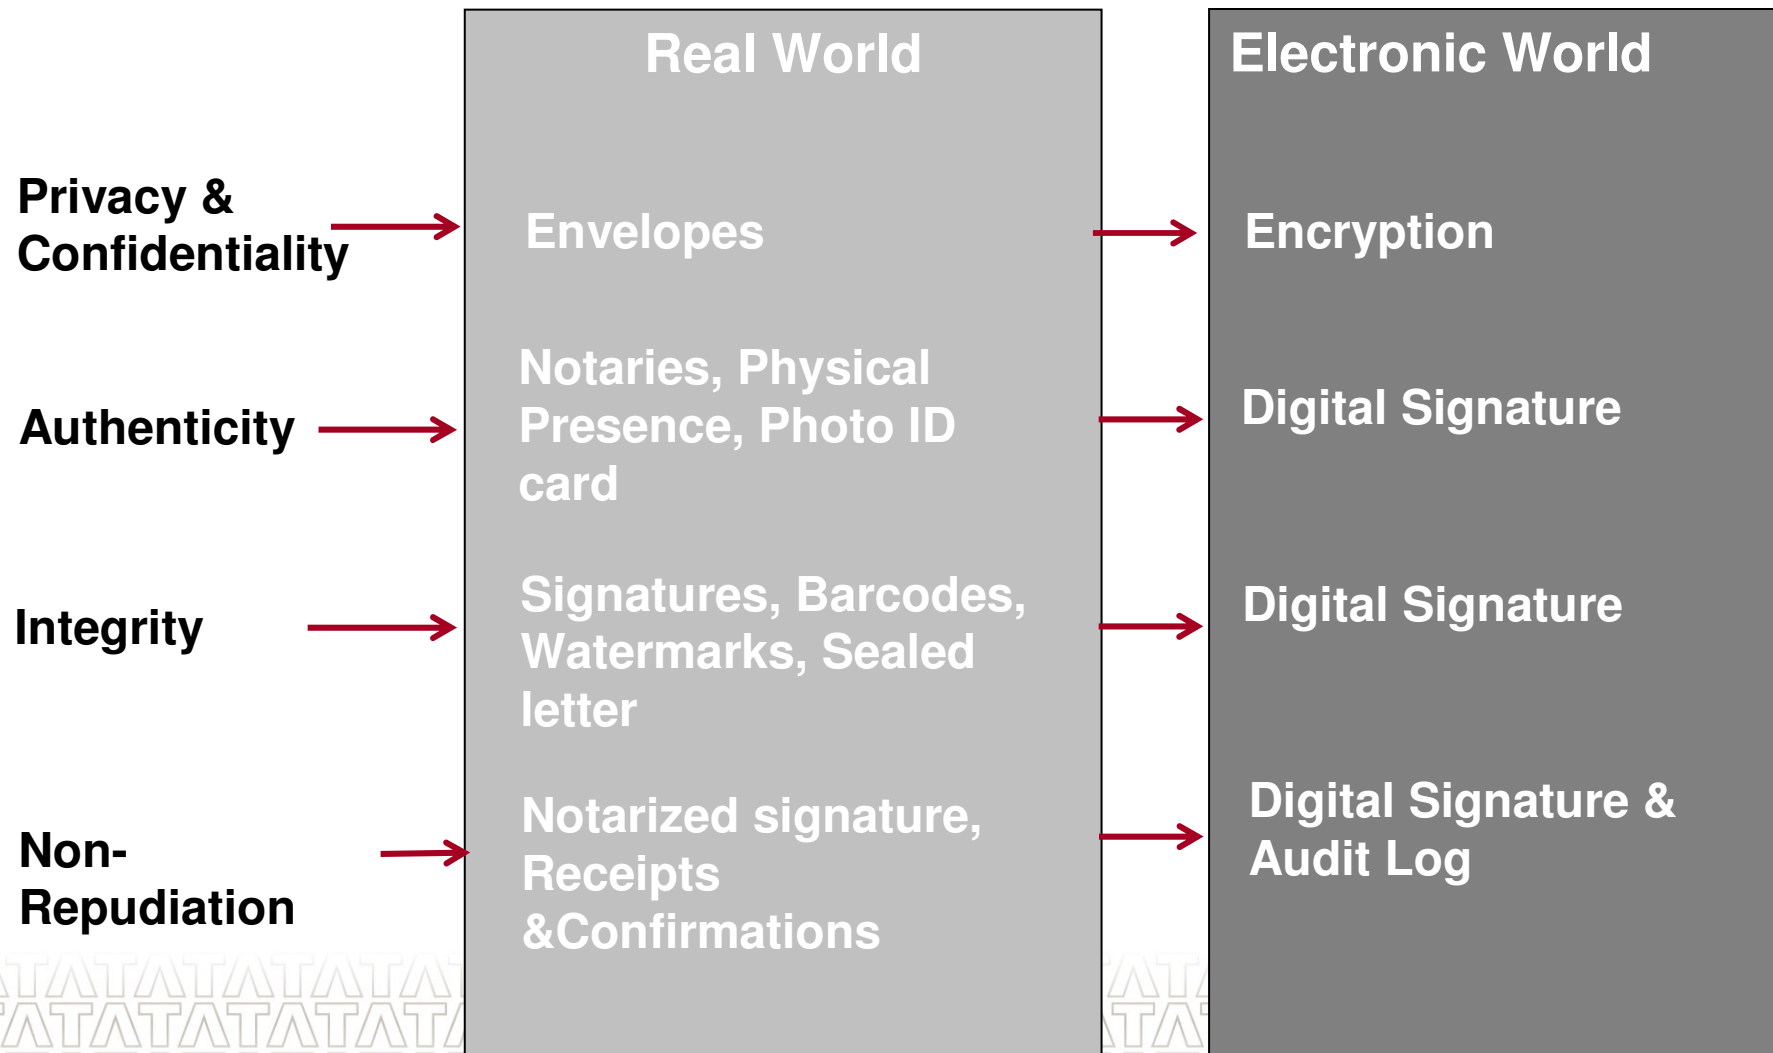 Real World
Electronic World
Privacy &
Confidentiality
Envelopes
Encryption
Authenticity
Notaries, Physical
Presence, Photo ID
card
Digital Signature
Integrity
Signatures, Barcodes,
Watermarks, Sealed
letter
Digital Signature
Non-
Repudiation
Notarized signature,
Receipts
&Confirmations
Digital Signature &
Audit Log